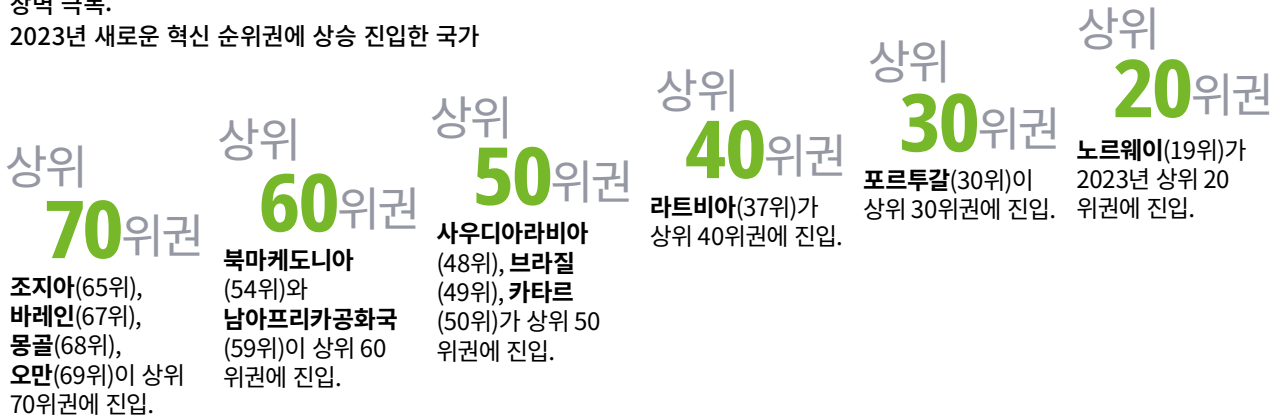 장벽 극복:
2023년 새로운 혁신 순위권에 상승 진입한 국가
상위
70위권
조지아(65위),
바레인(67위),
몽골(68위),
오만(69위)이 상위
70위권에 진입.
상위
60위권
북마케도니아
(54위)와
남아프리카공화국
(59위)이 상위 60
위권에 진입.
상위
50위권
사우디아라비아
(48위), 브라질
(49위), 카타르
(50위)가 상위 50
위권에 진입.
상위
40위권
라트비아(37위)가
상위 40위권에 진입.
상위
30위권
포르투갈(30위)이
상위 30위권에 진입.
상위
20위권
노르웨이(19위)가
2023년 상위 20
위권에 진입.